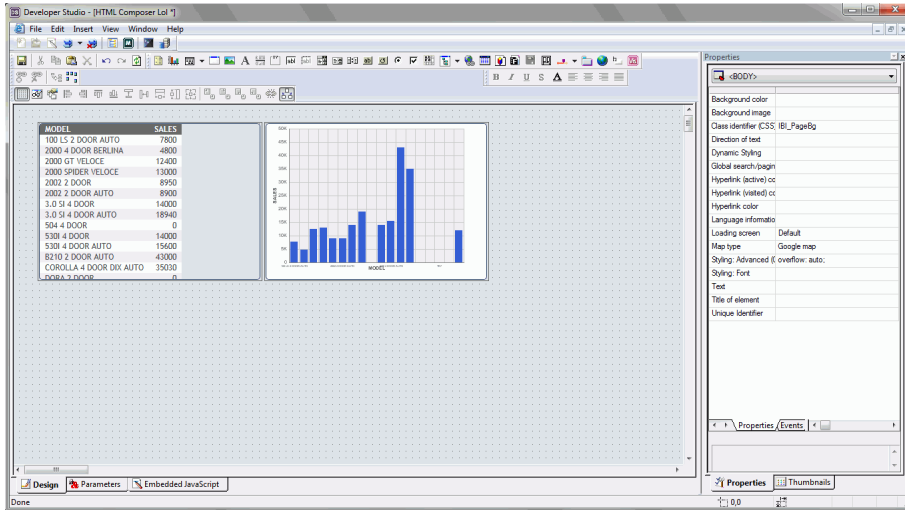 Developer Studio - [HTML Composer Lol *]
File Edit Insert View Window Help
B I U S A
MODEL SALES
100 LS 2 DOOR AUTO 7800
2000 4 DOOR BERLINA 4800
2000 GT VELOCE 12400
2000 SPIDER VELOCE 13000
2002 2 DOOR 8950
2002 2 DOOR AUTO 8900
3.0 SI 4 DOOR 14000
3.0 SI 4 DOOR AUTO 18940
504 4 DOOR 0
530I 4 DOOR 14000
530I 4 DOOR AUTO 15600
B210 2 DOOR AUTO 43000
COROLLA 4 DOOR DIX AUTO 35030
DORA 2 DOOR 0
50K
45K
40K
35K
30K
25K
20K
15K
10K
5K
0
SALES
MODEL
Properties
<BODY>
Background color
Background image
Class identifier (CSS) IBI_PageBg
Direction of text
Dynamic Styling
Global search/pagin
Hyperlink (active) cc
Hyperlink (visited) cc
Hyperlink color
Language informatio
Loading screen Default
Map type Google map
Styling: Advanced (C overflow: auto;
Styling: Font
Text
Title of element
Unique Identifier
Properties Events
Design Parameters Embedded JavaScript
Properties Thumbnails
Done
0,0